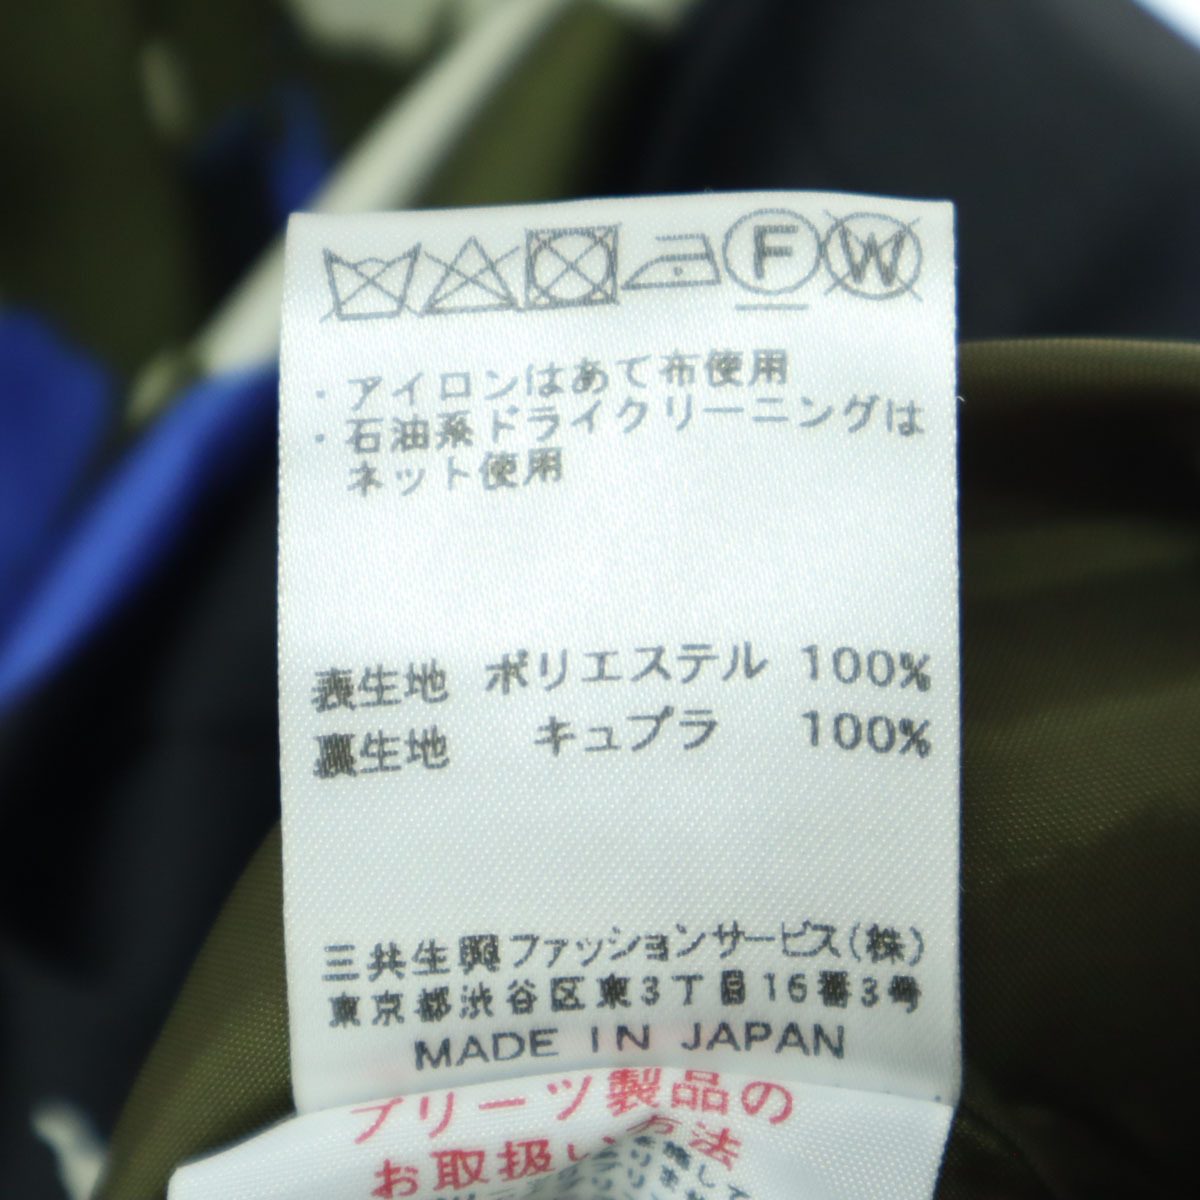 F W
・アイロンはあて布使用
・石油系ドライクリーニングは
ネット使用
表生地 ポリエステル 100%
裏生地 キュプラ 100%
三共生興ファッションサービス(株)
東京都渋谷区東3丁目16番3号
MADE IN JAPAN
プリーツ製品の
お取扱い方法